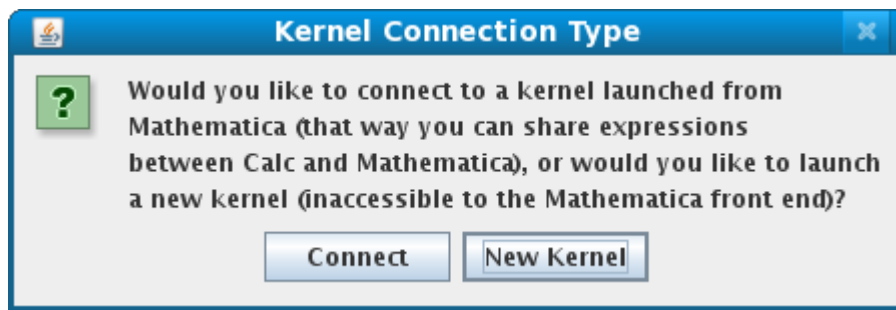 Kernel Connection Type
?
Would you like to connect to a kernel launched from
Mathematica (that way you can share expressions
between Calc and Mathematica), or would you like to launch
a new kernel (inaccessible to the Mathematica front end)?
Connect New Kernel